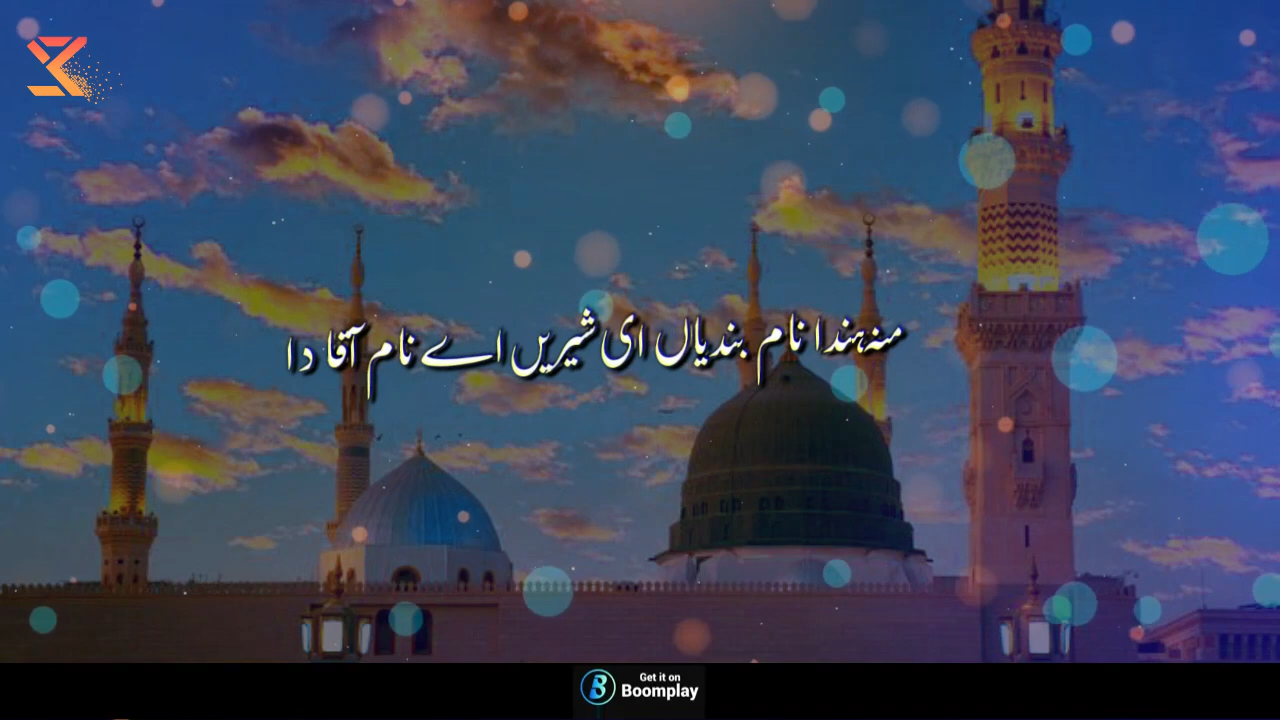 منہ ہندا نام بندیاں ای شیریں اے نام آقا دا
Get it on
Boomplay